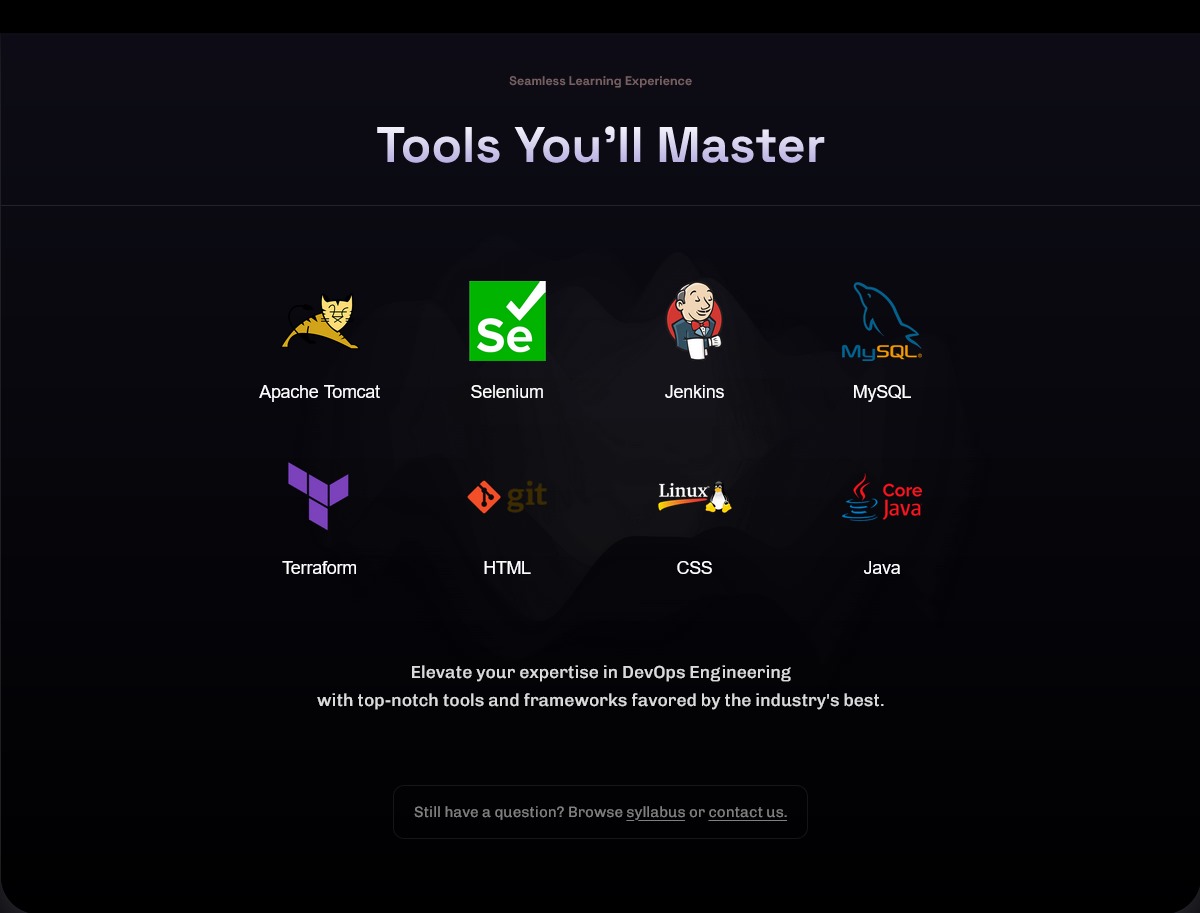 Seamless Learning Experience
Tools You’ll Master
Se
MySQL®
Apache Tomcat
Selenium
Jenkins
MySQL
git
Linux
Core
Java
Terraform
HTML
CSS
Java
Elevate your expertise in DevOps Engineering
with top-notch tools and frameworks favored by the industry's best.
Still have a question? Browse syllabus or contact us.